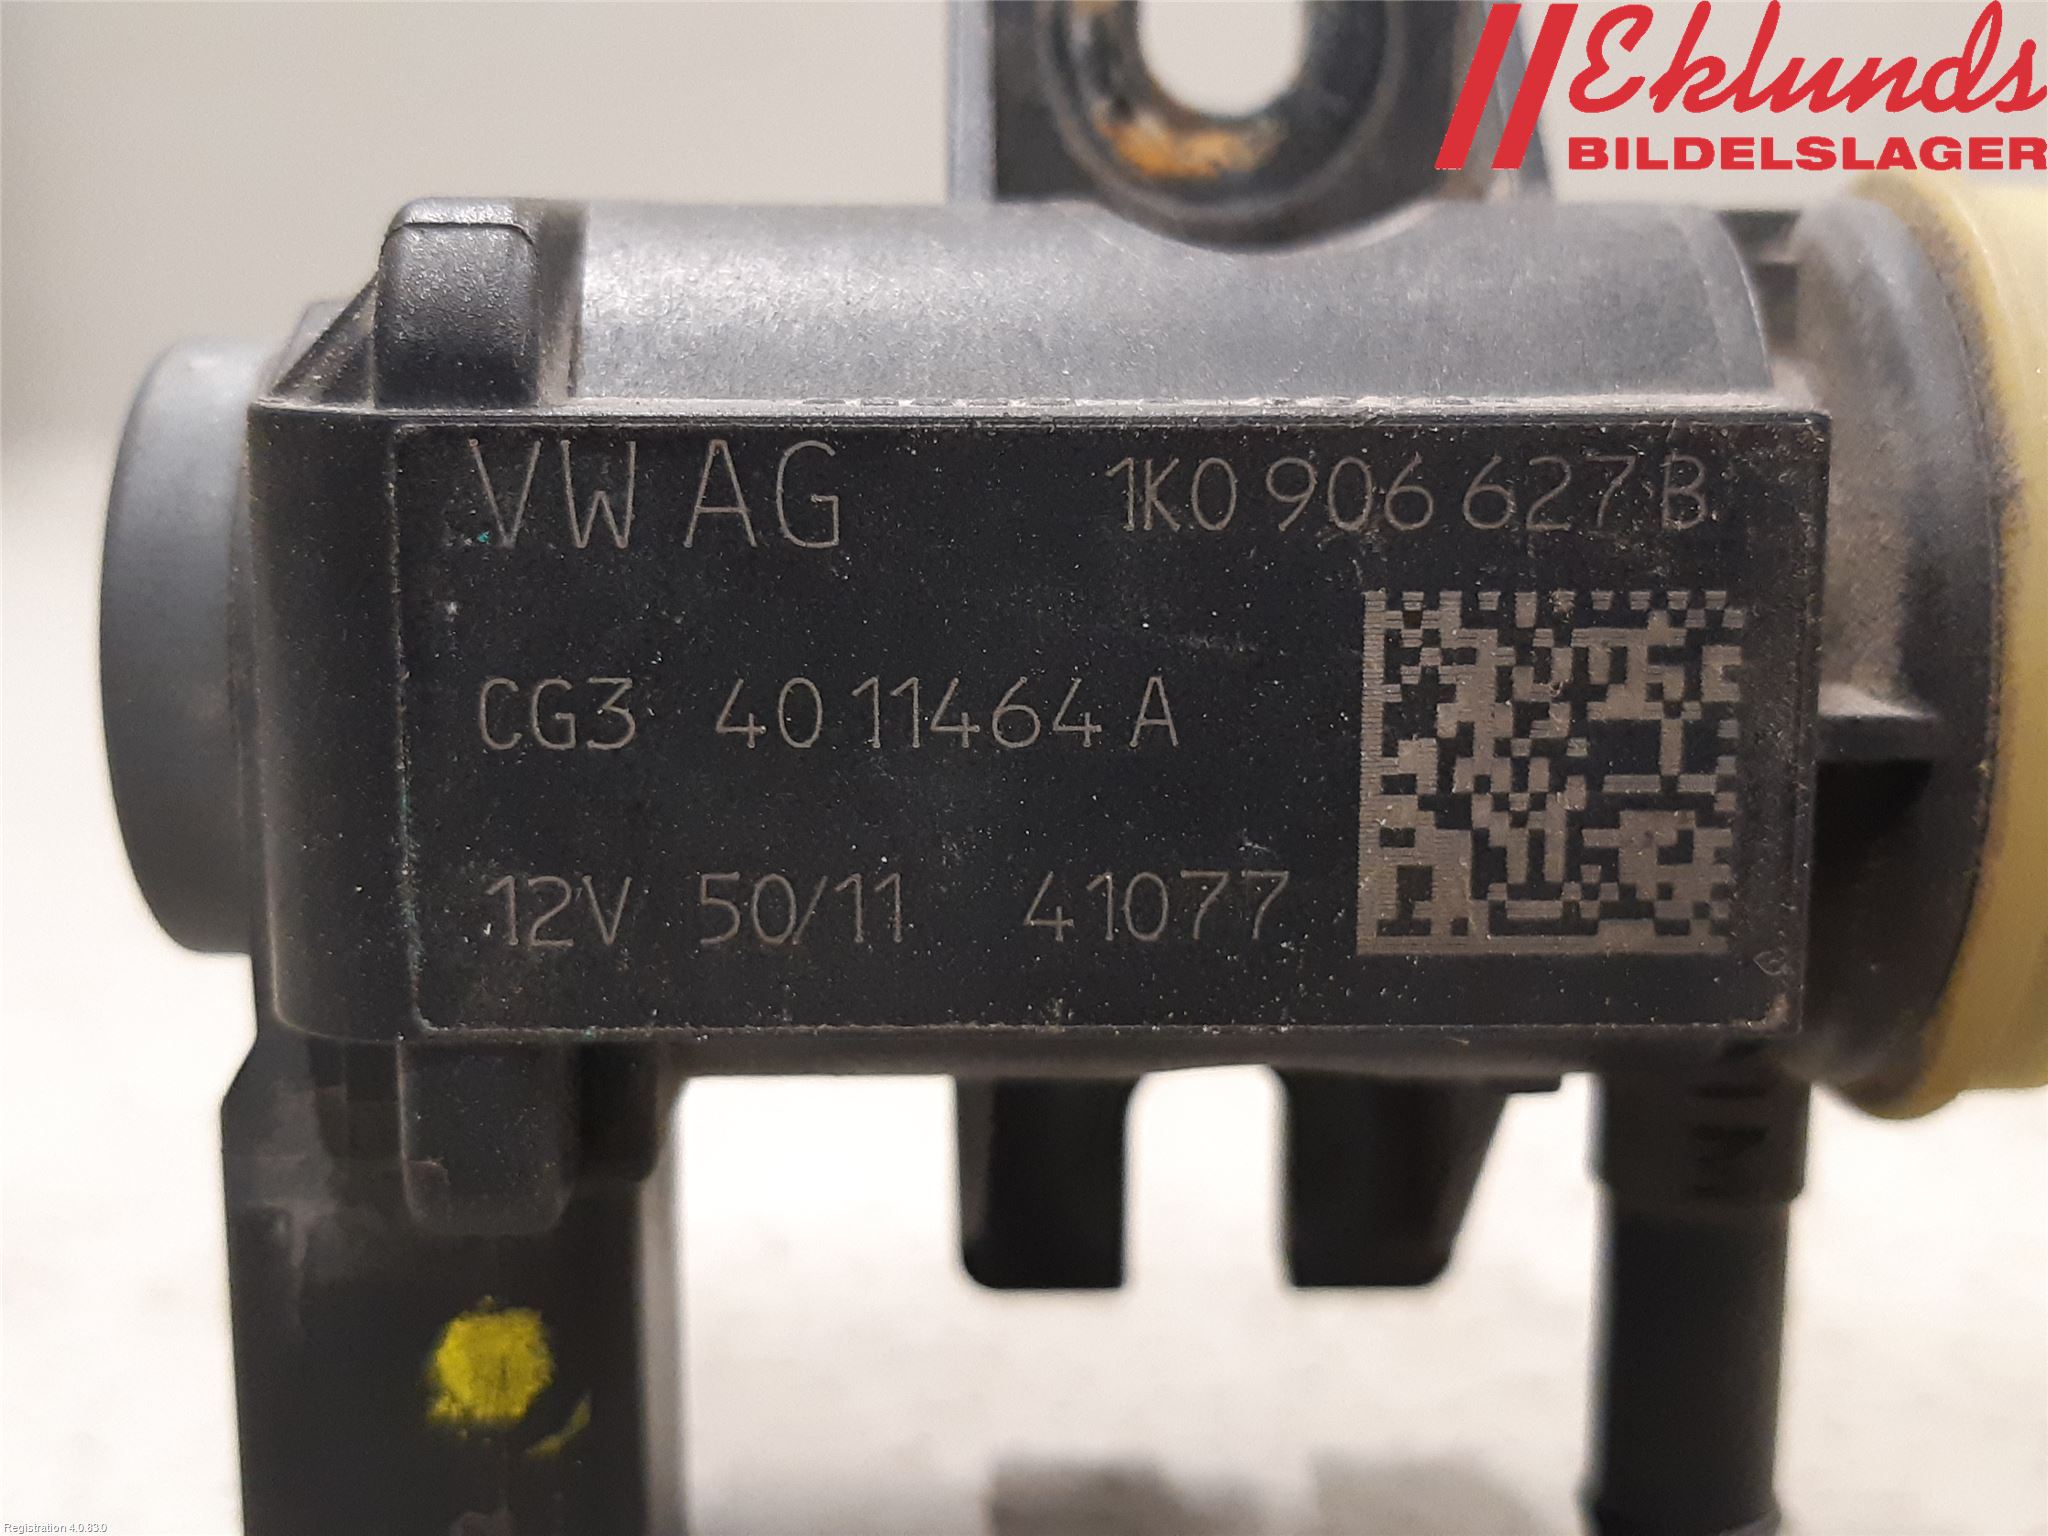 Eklunds
BILDELSLAGER
VW AG 1K0 906 627 B
CG3 40 11464 A
12V 50/11 41077
Registration 4.0.83.0